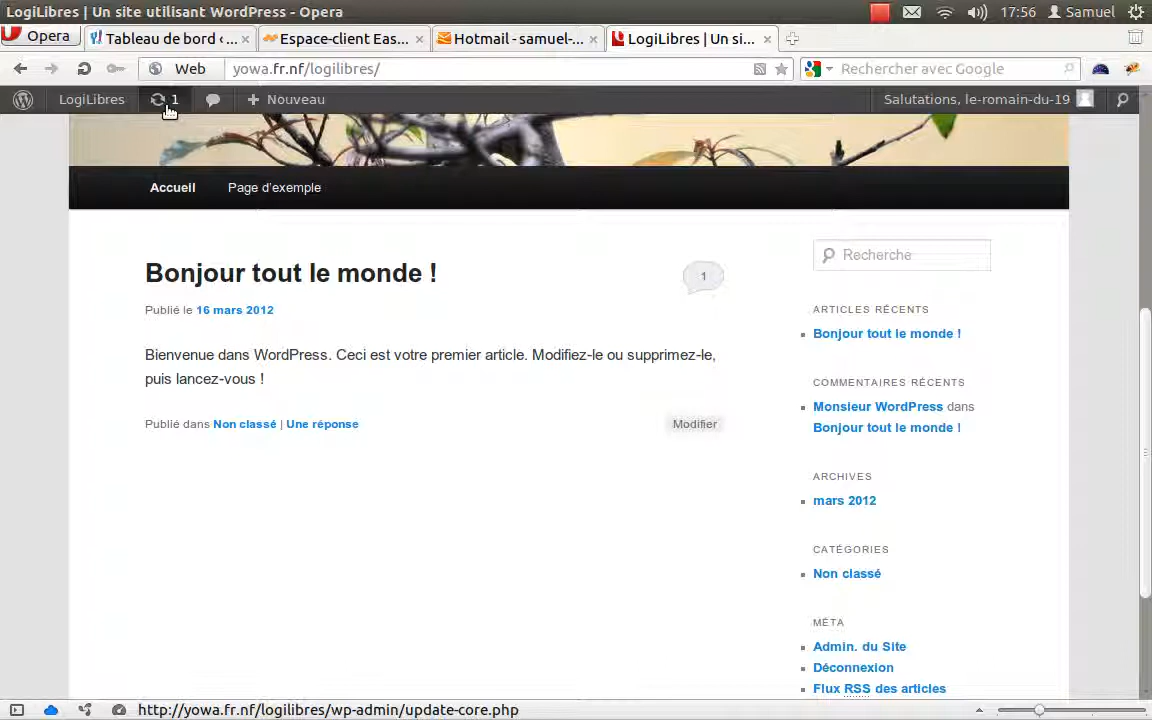 LogiLibres | Un site utilisant WordPress - Opera
17:56 Samuel
Opera
Tableau de bord ‹ ...
Espace-client Eas...
Hotmail - samuel-...
LogiLibres | Un si...
Web
yowa.fr.nf/logilibres/
Rechercher avec Google
LogiLibres
1
Nouveau
Salutations, le-romain-du-19
Accueil
Page d'exemple
Bonjour tout le monde !
1
Publié le 16 mars 2012
Bienvenue dans WordPress. Ceci est votre premier article. Modifiez-le ou supprimez-le,
puis lancez-vous !
Publié dans Non classé | Une réponse
Modifier
Recherche
ARTICLES RÉCENTS
Bonjour tout le monde !
COMMENTAIRES RÉCENTS
Monsieur WordPress dans
Bonjour tout le monde !
ARCHIVES
mars 2012
CATÉGORIES
Non classé
MÉTA
Admin. du Site
Déconnexion
Flux RSS des articles
http://yowa.fr.nf/logilibres/wp-admin/update-core.php